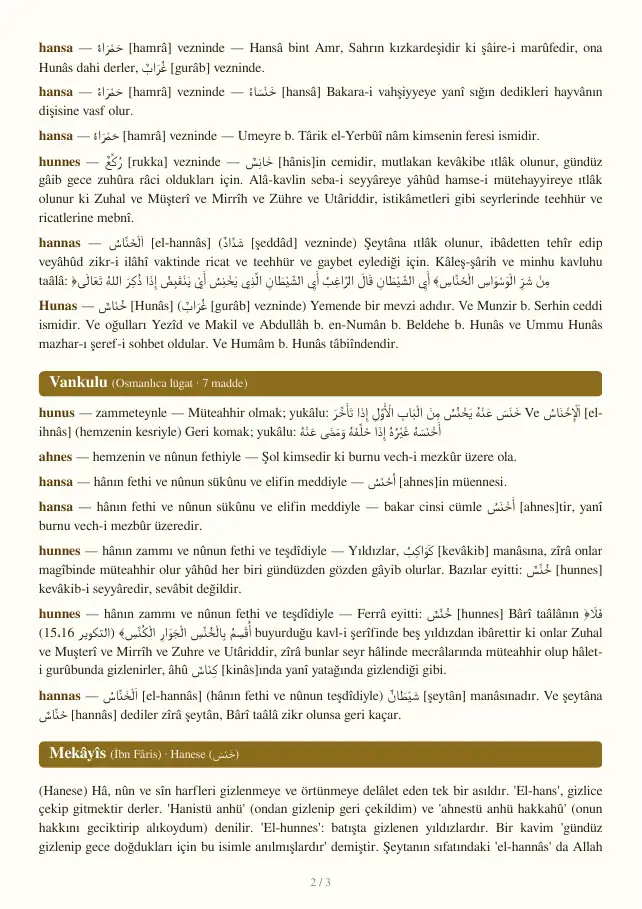 hansa — حَمْرَاءُ [hamrâ] vezninde — Hansâ bint Amr, Sahrın kızkardeşidir ki şâire-i marûfedir, ona
Hunâs dahi derler, غُرَابٌ [gurâb] vezninde.
hansa — حَمْرَاءُ [hamrâ] vezninde — خَنْسَاءُ [hansâ] Bakara-i vahşiyyeye yanî sığın dedikleri hayvânın
dişisine vasf olur.
hansa — حَمْرَاءُ [hamrâ] vezninde — Umeyre b. Târik el-Yerbûî nâm kimsenin feresi ismidir.
hunnes — رُكَّعٌ [rukka] vezninde — خَانِسٌ [hânis]in cemidir, mutlakan kevâkibe ıtlâk olunur, gündüz
gâib gece zuhûra râci oldukları için. Alâ-kavlin seba-i seyyâreye yâhûd hamse-i mütehayyireye ıtlâk
olunur ki Zuhal ve Müşterî ve Mirrîh ve Zühre ve Utâriddir, istikâmetleri gibi seyrlerinde teehhür ve
ricatlerine mebnî.
hannas — اَلْخَنَّاسُ [el-hannâs] (شَدَّادٌ [şeddâd] vezninde) Şeytâna ıtlâk olunur, ibâdetten tehîr edip
veyâhûd zikr-i ilâhî vaktinde ricat ve teehhür ve gaybet eylediği için. Kâleş-şârih ve minhu kavluhu
taâlâ: ﴿مِنْ شَرِّ الْوَسْوَاسِ الْخَنَّاسِ﴾ أَيِ الشَّيْطَانِ قَالَ الرَّاغِبُ أَيِ الشَّيْطَانِ الَّذِي يَخْنِسُ أَيْ يَنْقَبِضُ إِذَا ذُكِرَ اللهُ تَعَالَى
Hunas — خُنَاسٌ [Hunâs] (غُرَابٌ [gurâb] vezninde) Yemende bir mevzi adıdır. Ve Munzir b. Serhin ceddi
ismidir. Ve oğulları Yezîd ve Makil ve Abdullâh b. en-Numân b. Beldehe b. Hunâs ve Ummu Hunâs
mazhar-ı şeref-i sohbet oldular. Ve Humâm b. Hunâs tâbiîndendir.
Vankulu (Osmanlıca lügat · 7 madde)
hunus — zammeteynle — Müteahhir olmak; yukâlu: خَنَسَ عَنْهُ يَخْنُسُ مِنَ الْبَابِ الْأَوَّلِ إِذَا تَأَخَّرَ Ve اَلْإِخْنَاسُ [el-
ihnâs] (hemzenin kesriyle) Geri komak; yukâlu: أَخْنَسَهُ غَيْرُهُ إِذَا خَلَّفَهُ وَمَضَى عَنْهُ
ahnes — hemzenin ve nûnun fethiyle — Şol kimsedir ki burnu vech-i mezkûr üzere ola.
hansa — hânın fethi ve nûnun sükûnu ve elifin meddiyle — أَخْنَسُ [ahnes]in müennesi.
hansa — hânın fethi ve nûnun sükûnu ve elifin meddiyle — bakar cinsi cümle أَخْنَسُ [ahnes]tir, yanî
burnu vech-i mezbûr üzeredir.
hunnes — hânın zammı ve nûnun fethi ve teşdîdiyle — Yıldızlar, كَوَاكِبُ [kevâkib] manâsına, zîrâ onlar
magîbinde müteahhir olur yâhûd her biri gündüzden gözden gâyib olurlar. Bazılar eyitti: خُنَّسٌ [hunnes]
kevâkib-i seyyâredir, sevâbit değildir.
hunnes — hânın zammı ve nûnun fethi ve teşdîdiyle — Ferrâ eyitti: خُنَّسٌ [hunnes] Bârî taâlânın ﴿فَلَا
أُقْسِمُ بِالْخُنَّسِ الْجَوَارِ الْكُنَّسِ﴾ (التكوير 15،16) buyurduğu kavl-i şerîfinde beş yıldızdan ibârettir ki onlar Zuhal
ve Muşterî ve Mirrîh ve Zuhre ve Utâriddir, zîrâ bunlar seyr hâlinde mecrâlarında müteahhir olup hâlet-
i gurûbunda gizlenirler, âhû كِنَاسٌ [kinâs]ında yanî yatağında gizlendiği gibi.
hannas — اَلْخَنَّاسُ [el-hannâs] (hânın fethi ve nûnun teşdîdiyle) شَيْطَانٌ [şeytân] manâsınadır. Ve şeytâna
خَنَّاسٌ [hannâs] dediler zîrâ şeytân, Bârî taâlâ zikr olunsa geri kaçar.
Mekâyîs (İbn Fâris) · Hanese (خَنَسَ)
(Hanese) Hâ, nûn ve sîn harfleri gizlenmeye ve örtünmeye delâlet eden tek bir asıldır. 'El-hans', gizlice
çekip gitmektir derler. 'Hanistü anhü' (ondan gizlenip geri çekildim) ve 'ahnestü anhü hakkahû' (onun
hakkını geciktirip alıkoydum) denilir. 'El-hunnes': batışta gizlenen yıldızlardır. Bir kavim 'gündüz
gizlenip gece doğdukları için bu isimle anılmışlardır' demiştir. Şeytanın sıfatındaki 'el-hannâs' da Allah
2 / 3